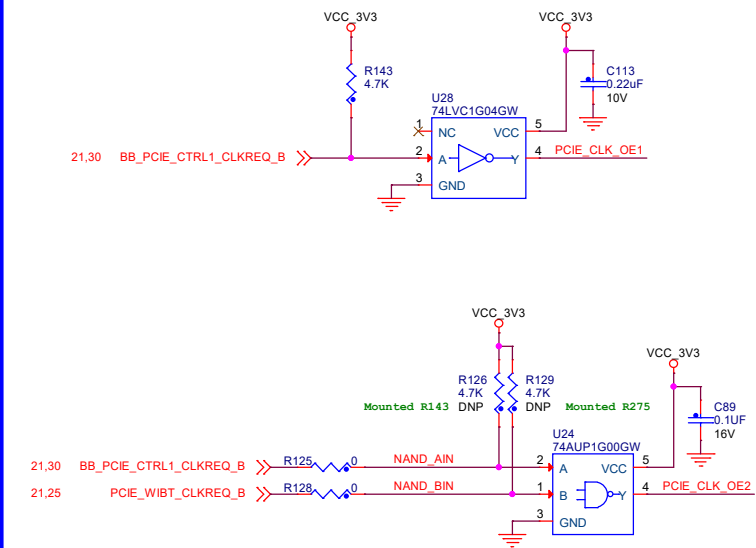 VCC_3V3
VCC_3V3
R143
4.7K
C113
0.22uF
10V
U28
74LVC1G04GW
1
NC
VCC
5
21,30 BB_PCIE_CTRL1_CLKREQ_B
2
A
Y
4
PCIE_CLK_OE1
3
GND
VCC_3V3
VCC_3V3
R126
4.7K
DNP
R129
4.7K
DNP
Mounted R143
Mounted R275
C89
0.1UF
16V
U24
74AUP1G00GW
21,30 BB_PCIE_CTRL1_CLKREQ_B
R125
0
NAND_AIN
2
A
VCC
5
21,25 PCIE_WIBT_CLKREQ_B
R128
0
NAND_BIN
1
B
Y
4
PCIE_CLK_OE2
3
GND